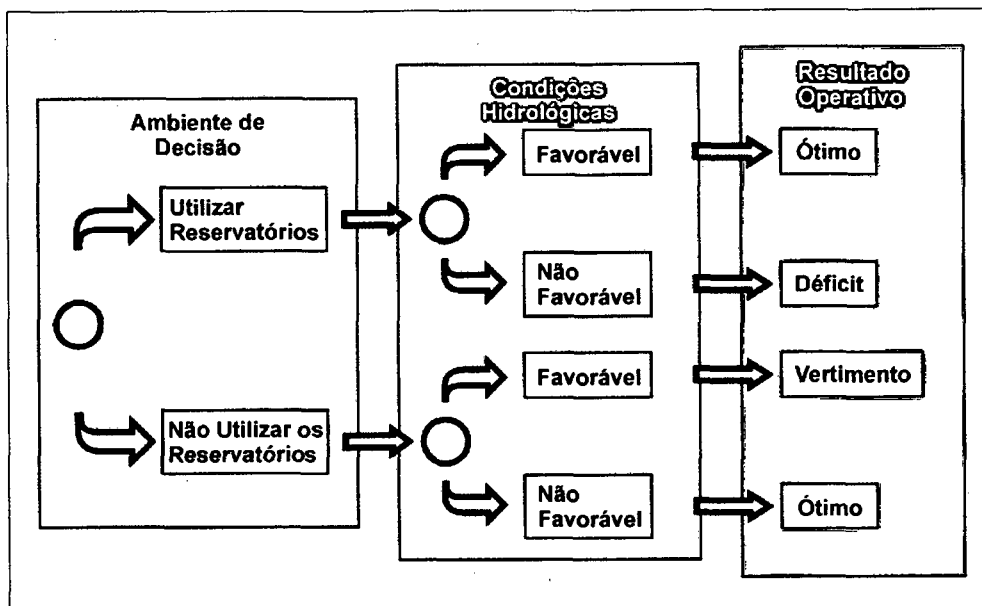 Ambiente de
Decisão
Utilizar
Reservatórios
Não Utilizar os
Reservatórios
Condições
Hidrológicas
Favorável
Não
Favorável
Favorável
Não
Favorável
Resultado
Operativo
Ótimo
Déficit
Vertimento
Ótimo